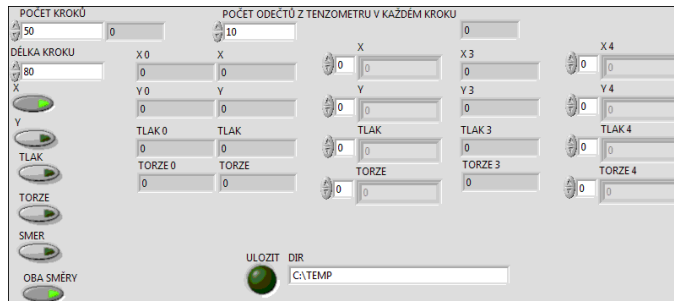 POČET KROKŮ
50
0
POČET ODEČTŮ Z TENZOMETRU V KAŽDÉM KROKU
10
0
DÉLKA KROKU
80
X 0
0
X
0
X
0
0
X 3
0
X 4
0
0
X
Y 0
0
Y
0
Y
0
0
Y 3
0
Y 4
0
0
Y
TLAK 0
0
TLAK
0
TLAK
0
0
TLAK 3
0
TLAK 4
0
0
TLAK
TORZE 0
0
TORZE
0
TORZE
0
0
TORZE 3
0
TORZE 4
0
0
TORZE
SMER
OBA SMĚRY
ULOZIT
DIR
C:\TEMP